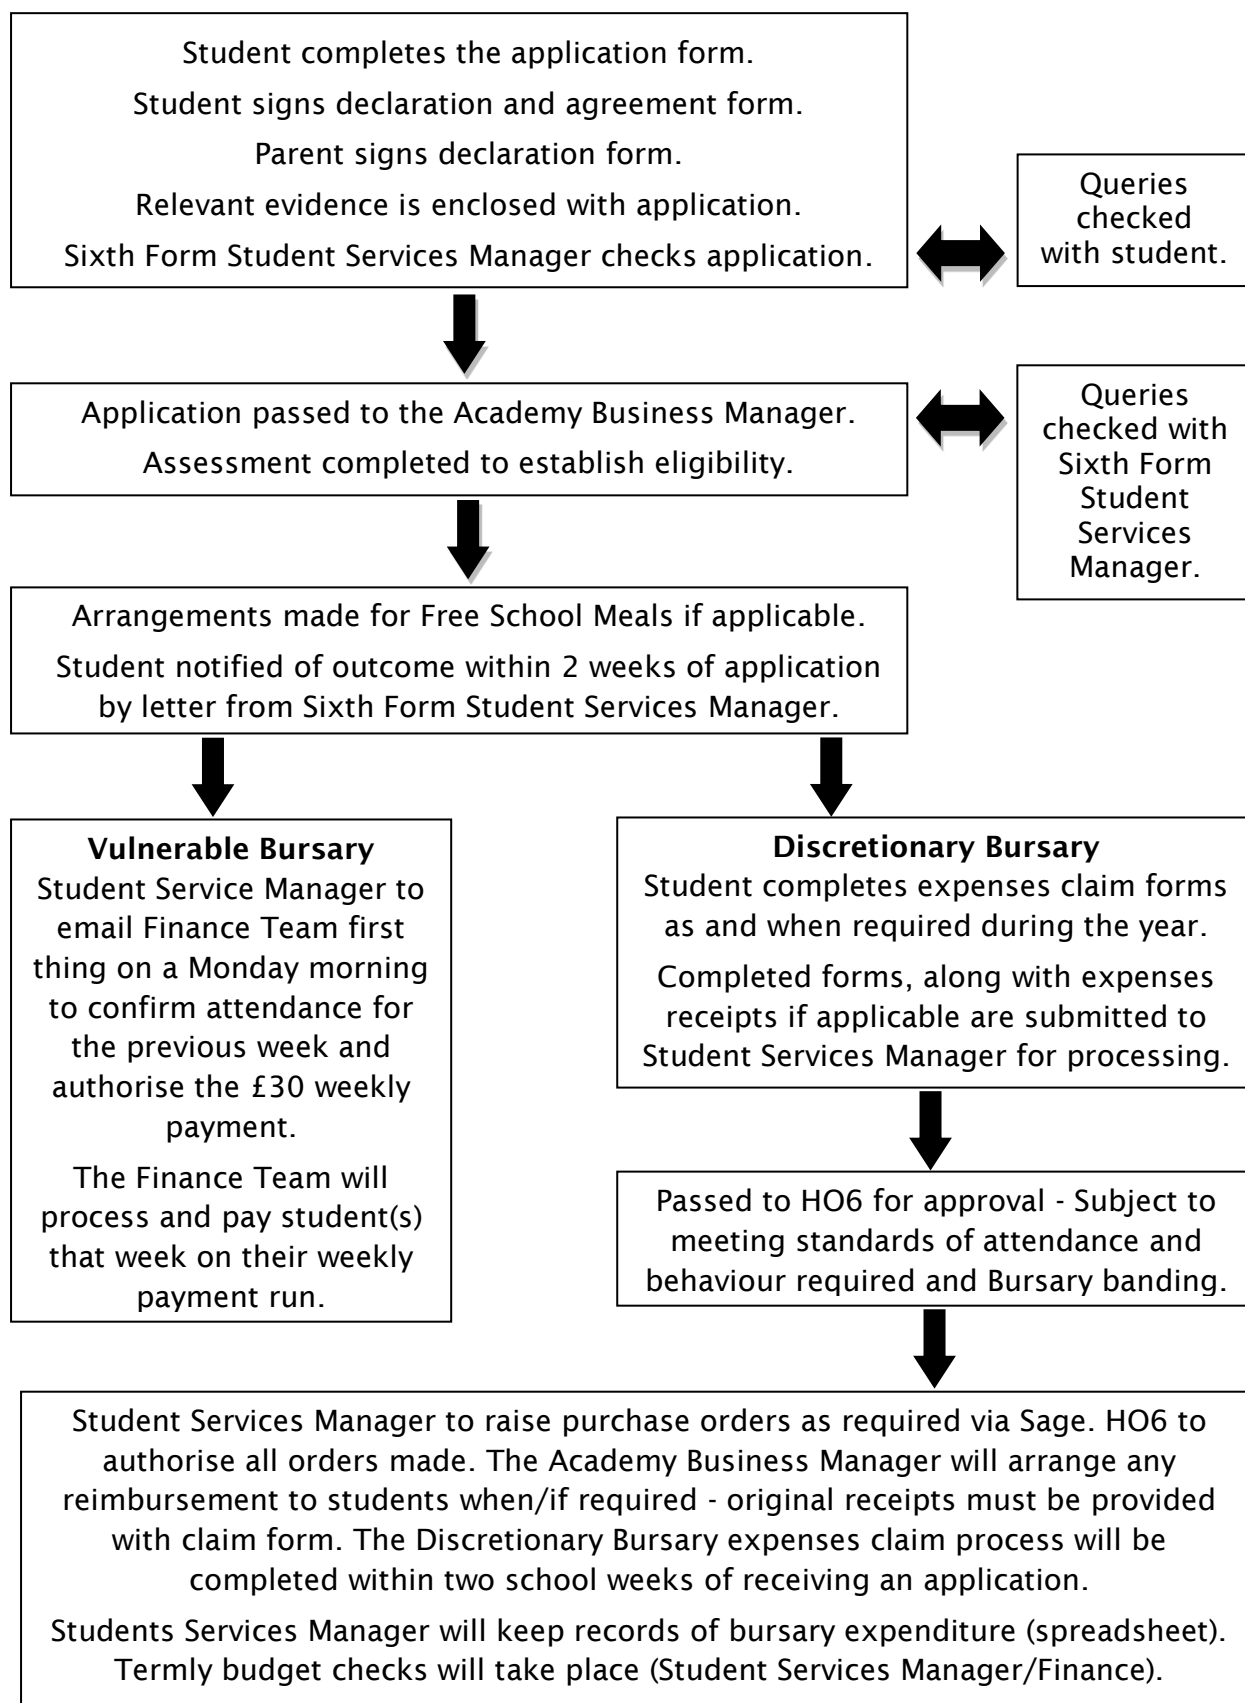 Student completes the application form.
Student signs declaration and agreement form.
Parent signs declaration form.
Relevant evidence is enclosed with application.
Sixth Form Student Services Manager checks application.
Queries
checked
with student.
Application passed to the Academy Business Manager.
Assessment completed to establish eligibility.
Queries
checked with
Sixth Form
Student
Services
Manager.
Arrangements made for Free School Meals if applicable.
Student notified of outcome within 2 weeks of application
by letter from Sixth Form Student Services Manager.
Vulnerable Bursary
Student Service Manager to
email Finance Team first
thing on a Monday morning
to confirm attendance for
the previous week and
authorise the £30 weekly
payment.
The Finance Team will
process and pay student(s)
that week on their weekly
payment run.
Discretionary Bursary
Student completes expenses claim forms
as and when required during the year.
Completed forms, along with expenses
receipts if applicable are submitted to
Student Services Manager for processing.
Passed to HO6 for approval - Subject to
meeting standards of attendance and
behaviour required and Bursary banding.
Student Services Manager to raise purchase orders as required via Sage. HO6 to
authorise all orders made. The Academy Business Manager will arrange any
reimbursement to students when/if required - original receipts must be provided
with claim form. The Discretionary Bursary expenses claim process will be
completed within two school weeks of receiving an application.
Students Services Manager will keep records of bursary expenditure (spreadsheet).
Termly budget checks will take place (Student Services Manager/Finance).